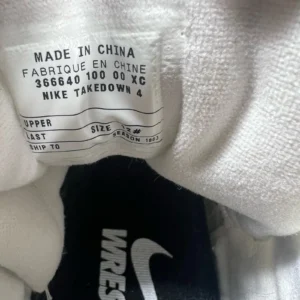 MADE IN CHINA
FABRIQUE EN CHINE
366640 100 00 XC
NIKE TAKEDOWN 4
UPPER
LAST SIZE
SHIP TO SEASON
WRES